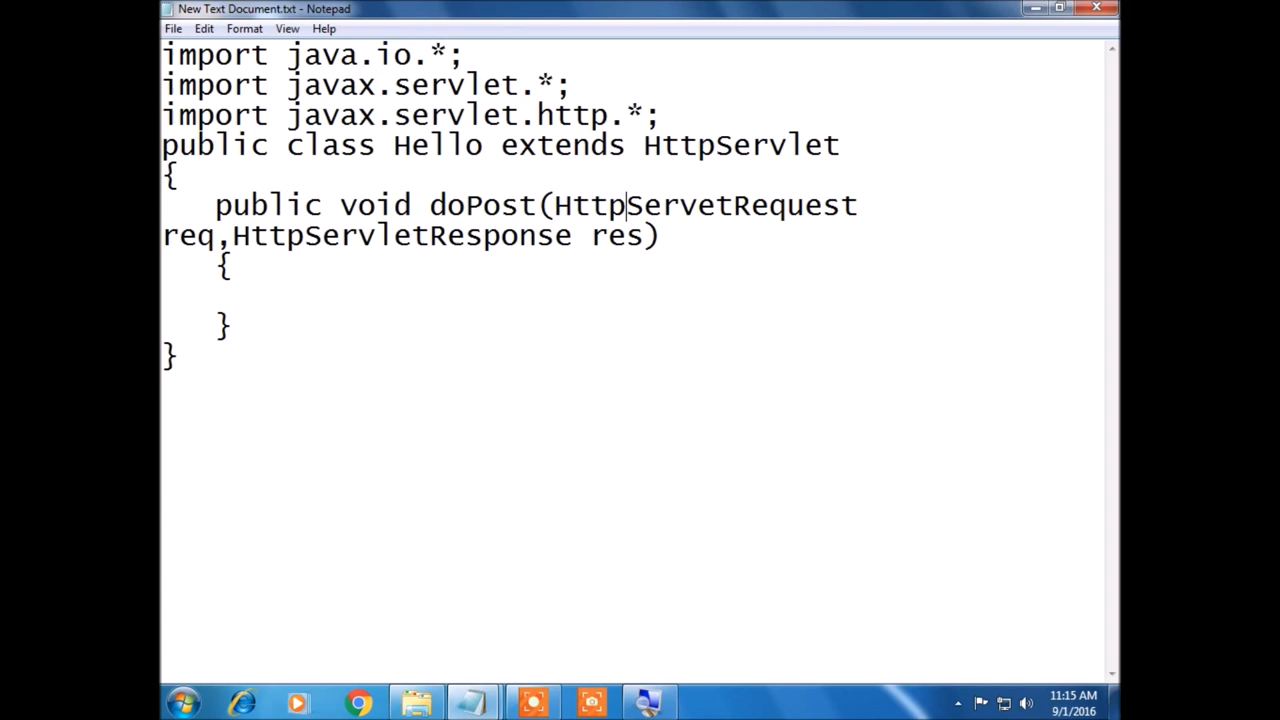 New Text Document.txt - Notepad
File Edit Format View Help
import java.io.*;
import javax.servlet.*;
import javax.servlet.http.*;
public class Hello extends HttpServlet
{
public void doPost(HttpServetRequest
req,HttpServletResponse res)
{
}
}
11:15 AM
9/1/2016